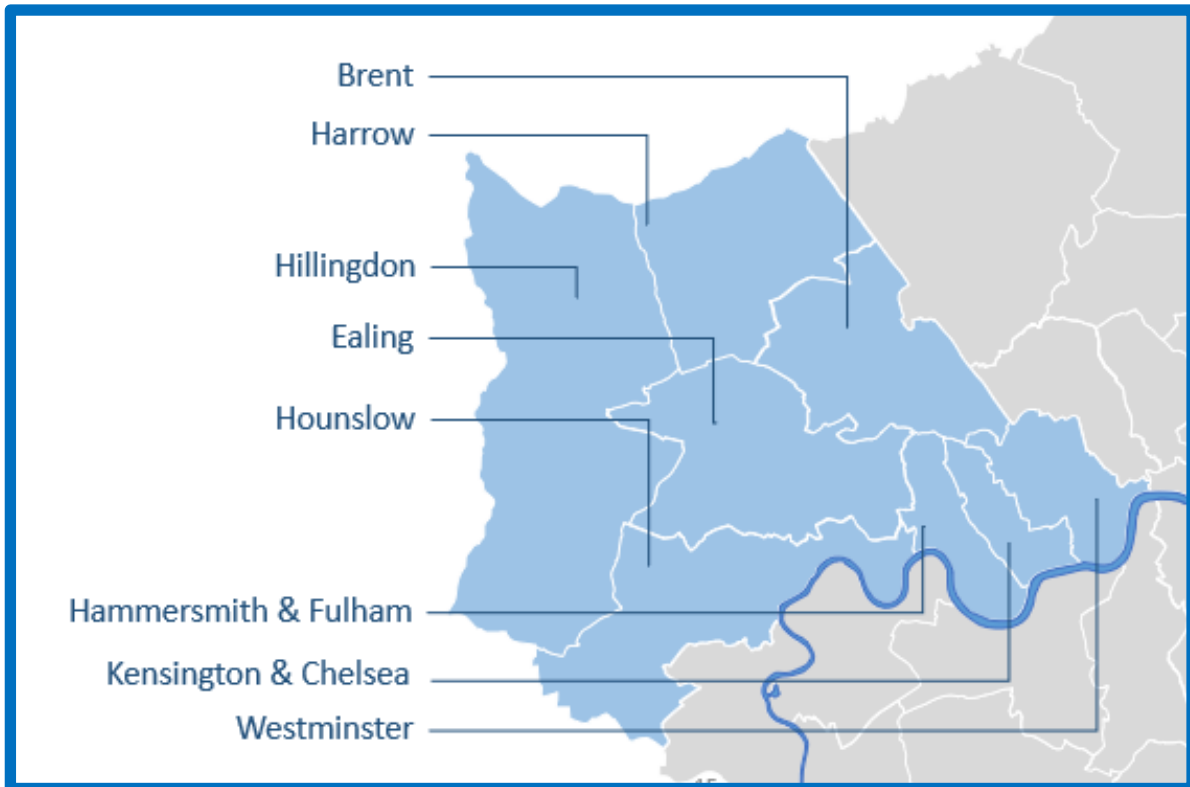 Brent
Harrow
Hillingdon
Ealing
Hounslow
Hammersmith & Fulham
Kensington & Chelsea
Westminster